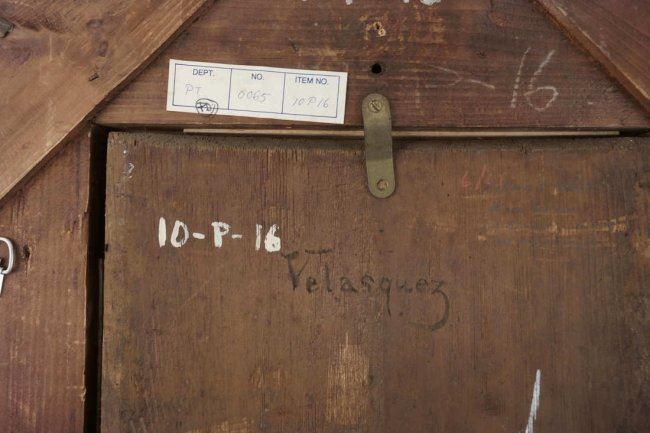 DEPT. NO. ITEM NO.
PT 0065 10P16
16
10-P-16
Velasquez